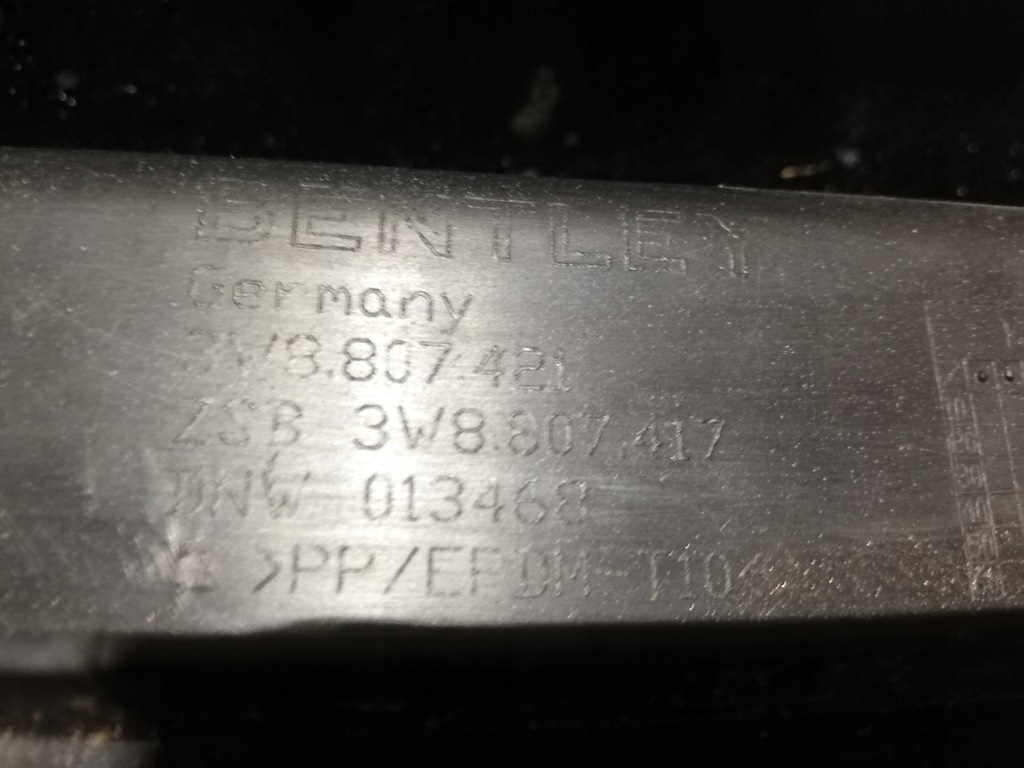 BENTLEY
Germany
3W8.807.421
ZSB 3W8.807.417
DNW 013468
>PP/EPDM-T10<